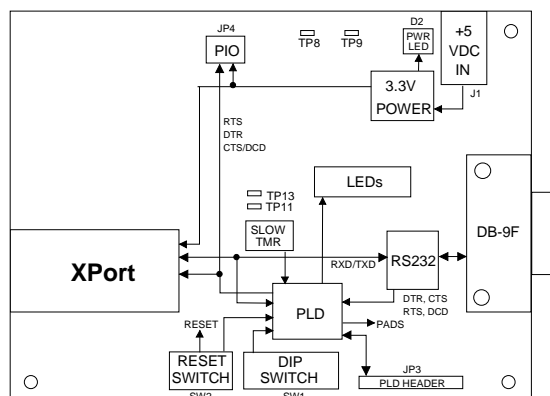 JP4
PIO
TP8
TP9
D2
PWR
LED
+5
VDC
IN
J1
3.3V
POWER
RTS
DTR
CTS/DCD
LEDs
TP13
TP11
SLOW
TMR
DB-9F
XPort
RXD/TXD
RS232
PLD
DTR, CTS
RTS, DCD
RESET
PADS
RESET
SWITCH
SW2
DIP
SWITCH
SW1
JP3
PLD HEADER